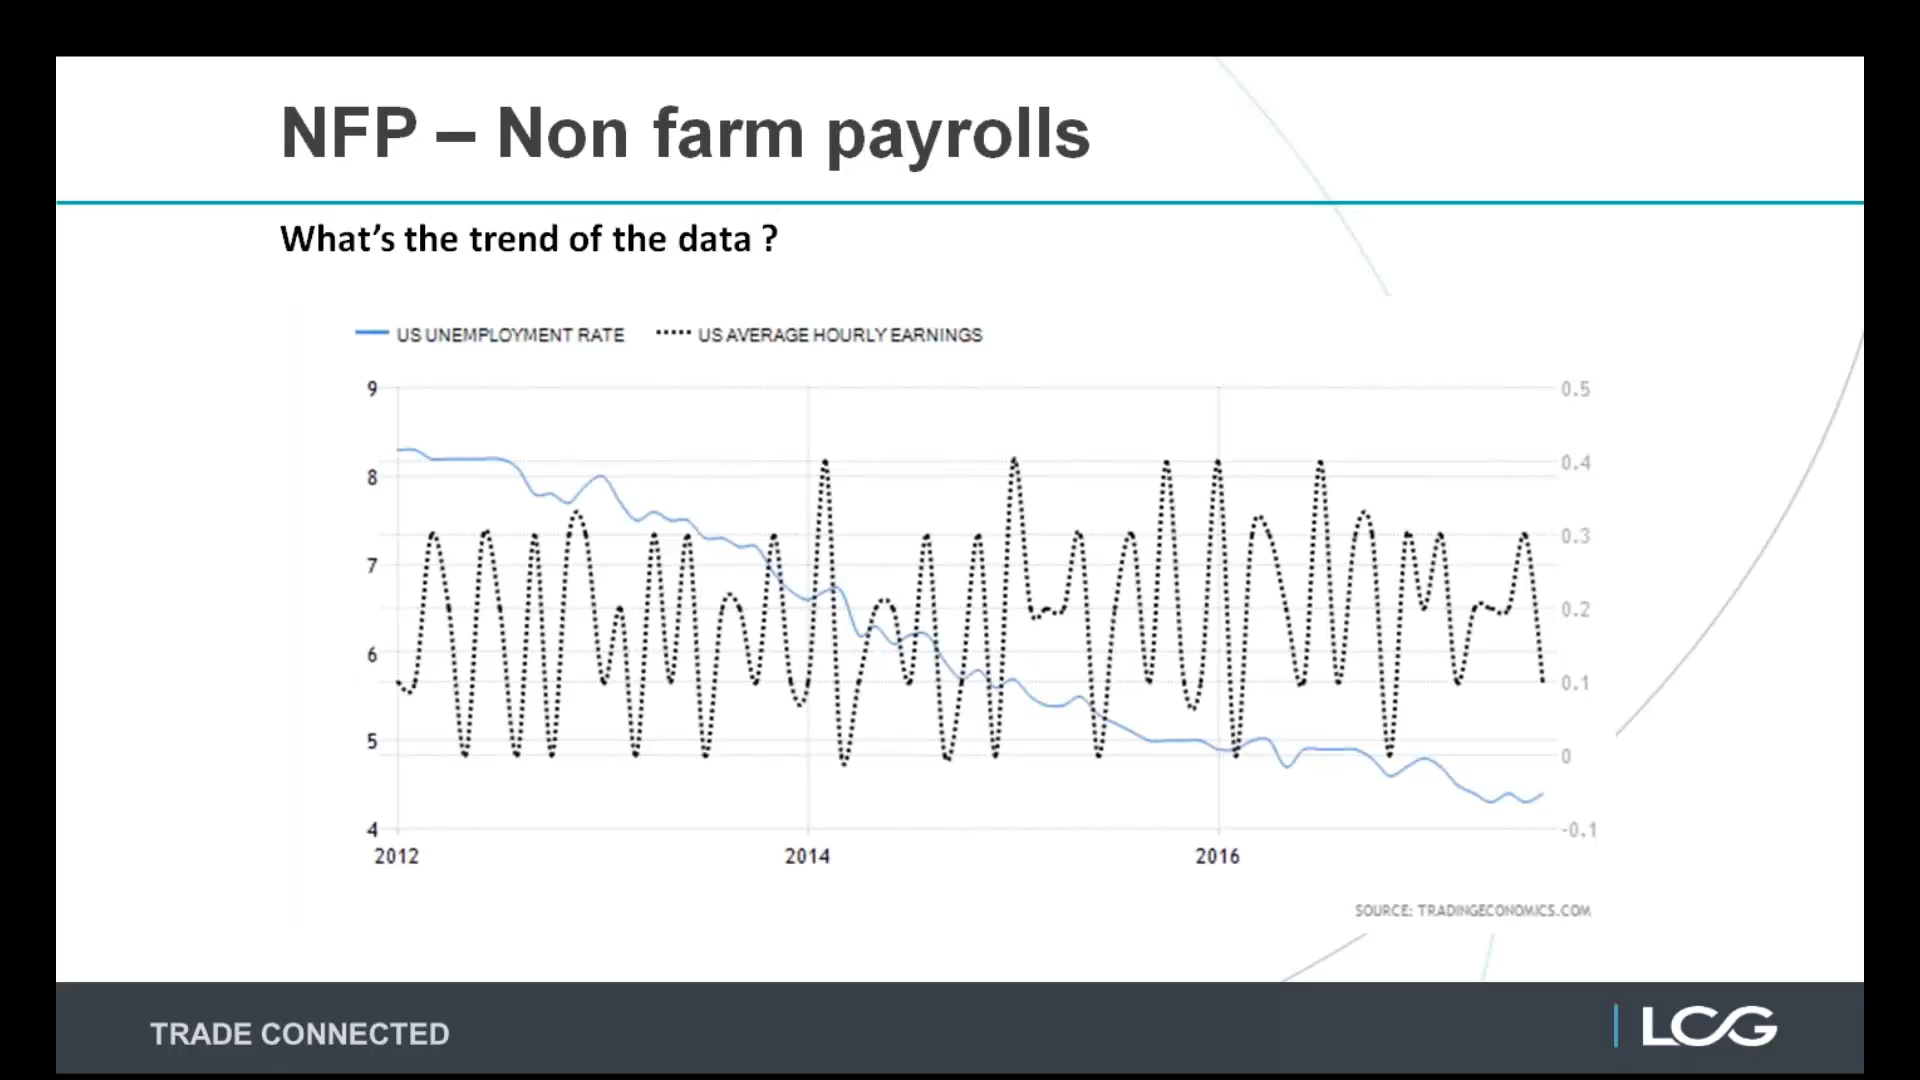 NFP – Non farm payrolls
What's the trend of the data ?
US UNEMPLOYMENT RATE US AVERAGE HOURLY EARNINGS
9 0.5
8 0.4
7 0.3
6 0.2
5 0.1
0
4 -0.1
2012 2014 2016
SOURCE: TRADINGECONOMICS.COM
TRADE CONNECTED
LCG